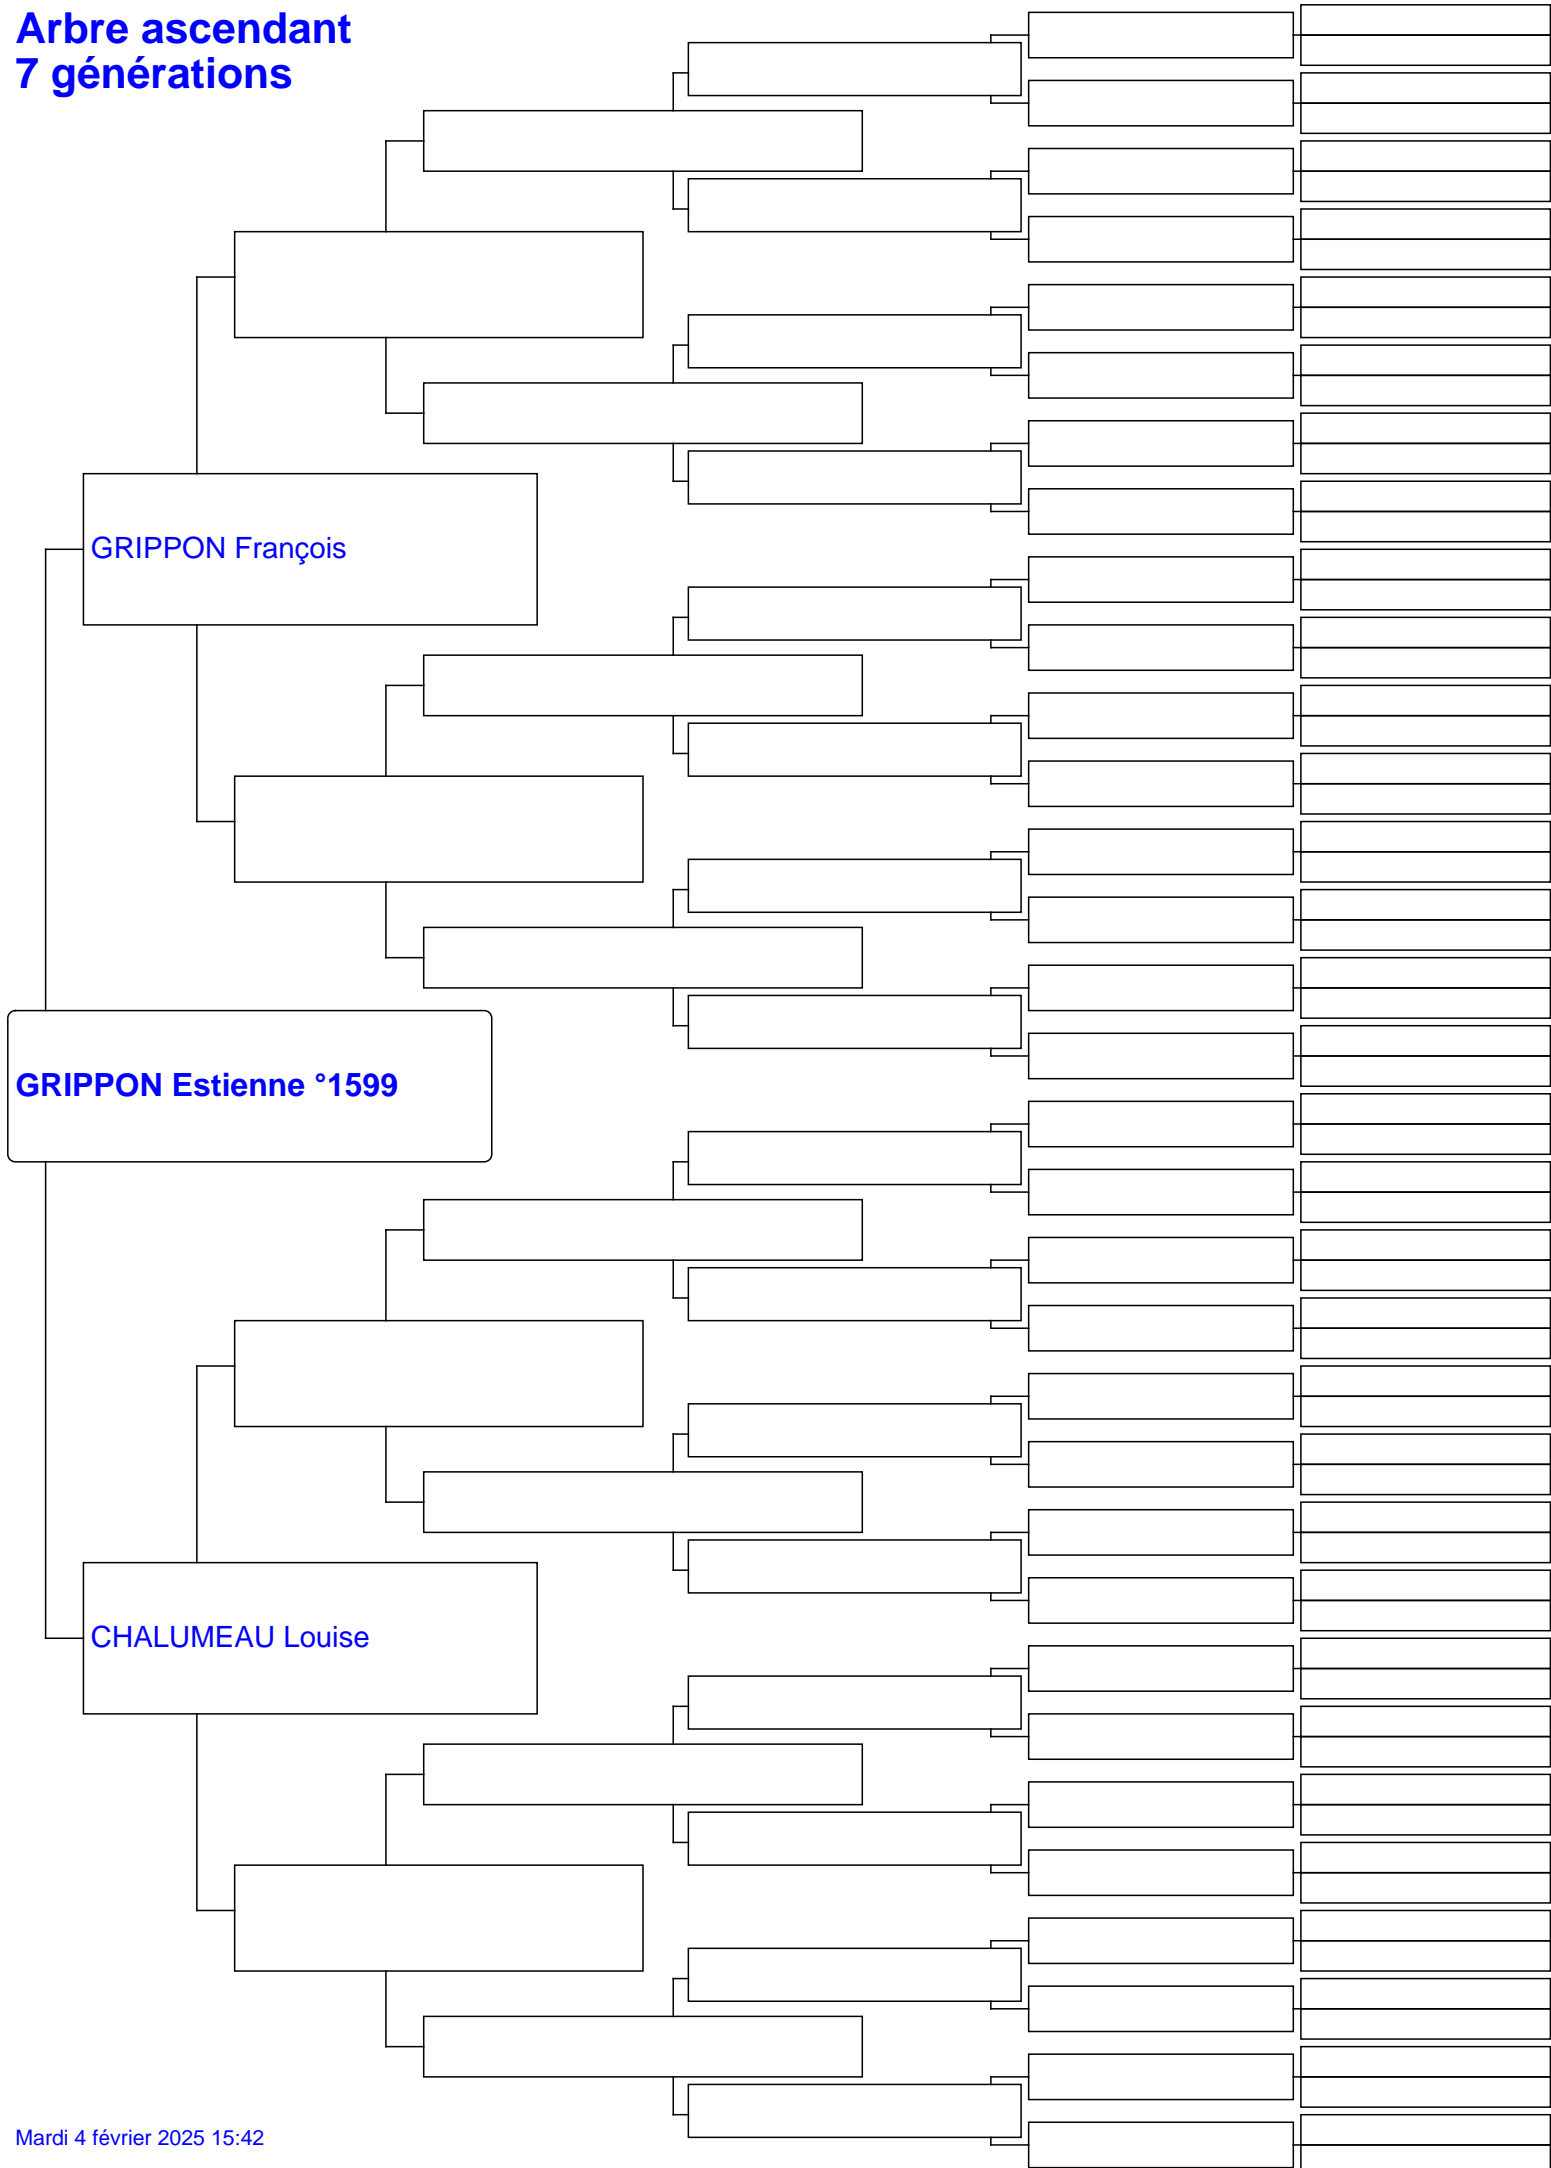 Arbre ascendant
7 générations
GRIPPON François
GRIPPON Estienne °1599
CHALUMEAU Louise
Mardi 4 février 2025 15:42